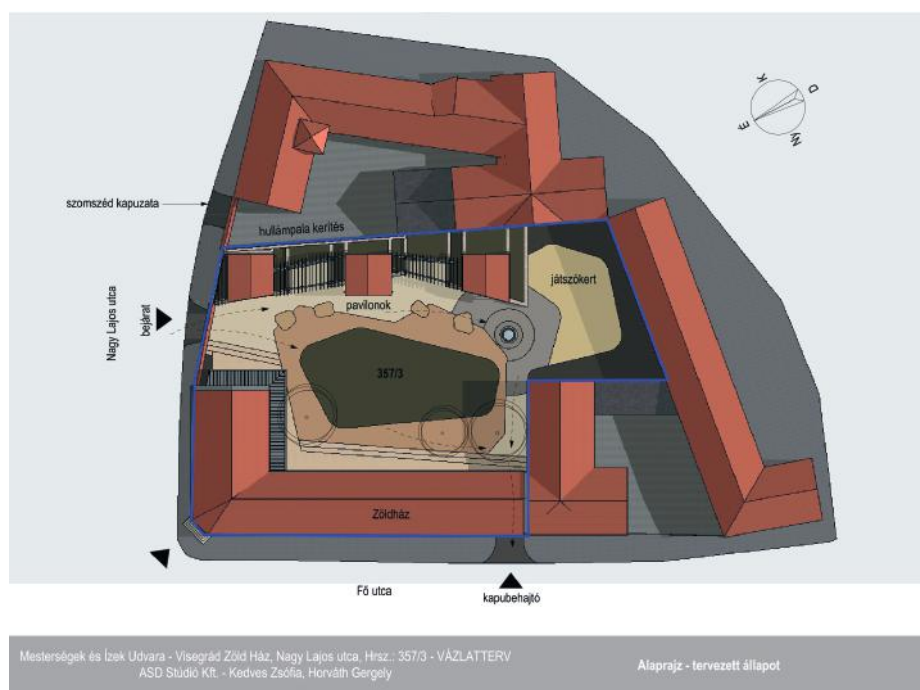 K
D
É
Ny
szomszéd kapuzata
hullámpala kerítés
játszókert
pavilonok
Nagy Lajos utca
bejárat
357/3
Zöldház
Fő utca
kapubehajtó
Mesterségek és Ízek Udvara - Visegrád Zöld Ház, Nagy Lajos utca, Hrsz.: 357/3 - VÁZLATTERV
ASD Stúdió Kft. - Kedves Zsófia, Horváth Gergely
Alaprajz - tervezett állapot